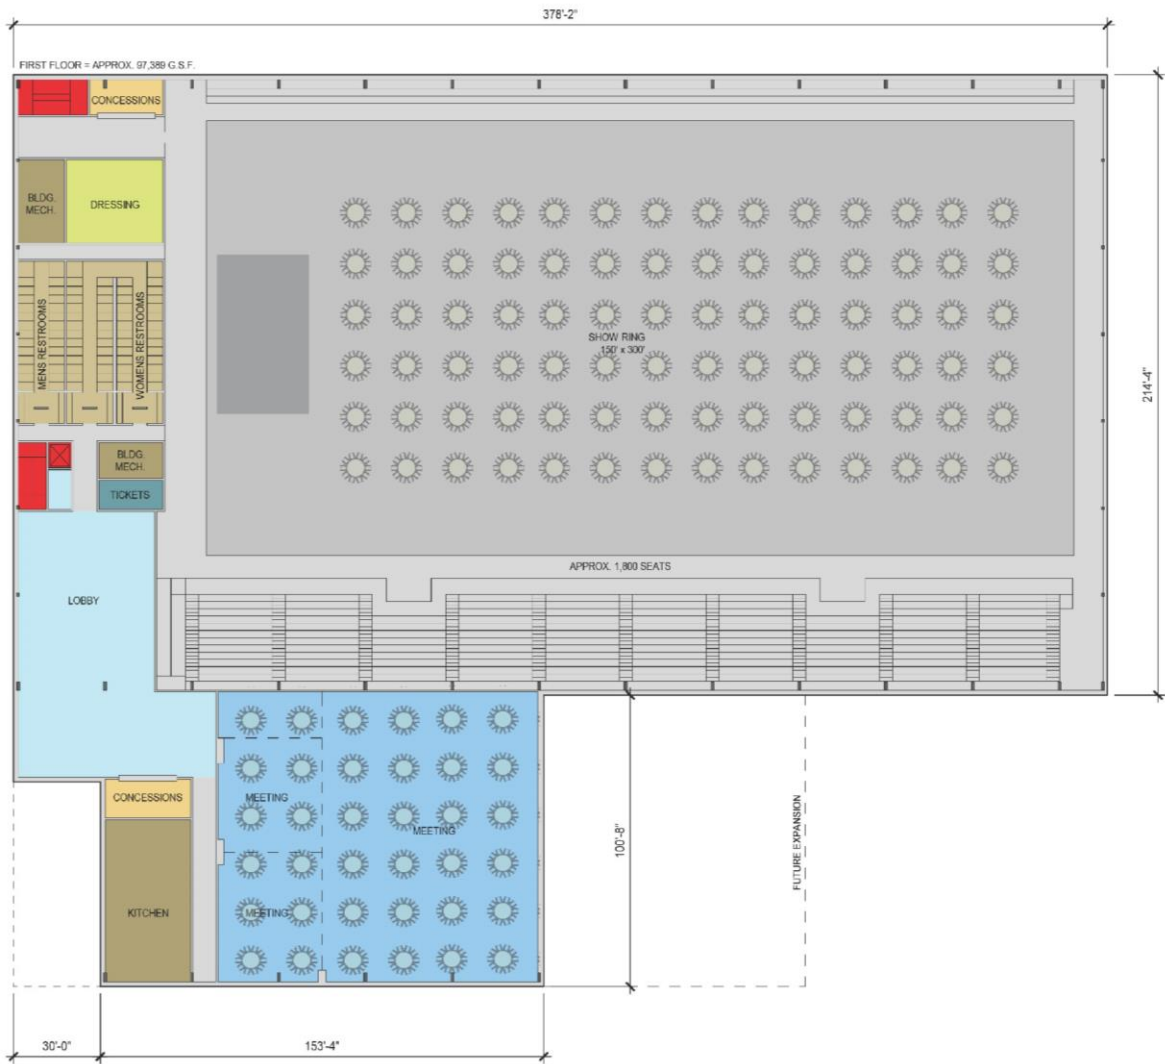 378'-2"
FIRST FLOOR = APPROX. 97,389 G.S.F.
CONCESSIONS
BLDG.
MECH.
DRESSING
MENS RESTROOMS
WOMENS RESTROOMS
SHOW RING
150' x 300'
214'-4"
BLDG.
MECH.
TICKETS
APPROX. 1,800 SEATS
LOBBY
CONCESSIONS
MEETING
MEETING
100'-8"
FUTURE EXPANSION
KITCHEN
MEETING
30'-0"
153'-4"